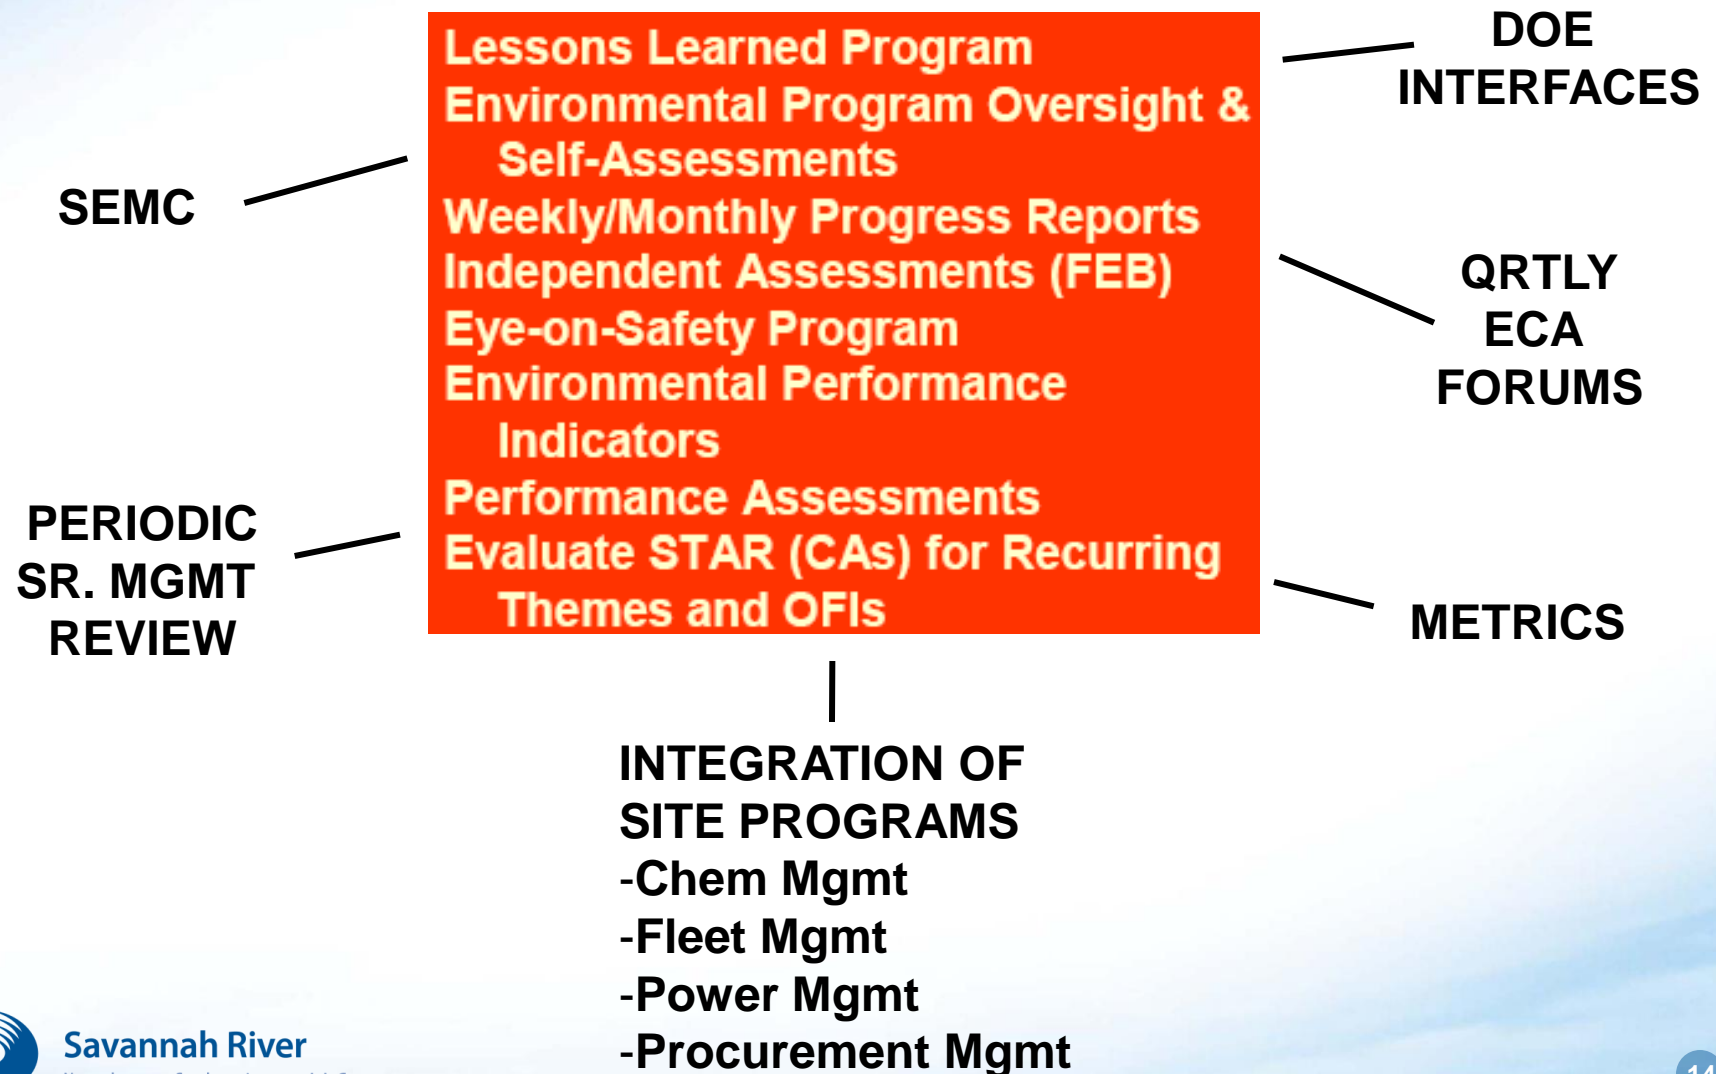 Lessons Learned Program
Environmental Program Oversight &
Self-Assessments
Weekly/Monthly Progress Reports
Independent Assessments (FEB)
Eye-on-Safety Program
Environmental Performance
Indicators
Performance Assessments
Evaluate STAR (CAs) for Recurring
Themes and OFIs
DOE
INTERFACES
SEMC
QRTLY
ECA
FORUMS
PERIODIC
SR. MGMT
REVIEW
METRICS
INTEGRATION OF
SITE PROGRAMS
-Chem Mgmt
-Fleet Mgmt
-Power Mgmt
-Procurement Mgmt
Savannah River
14